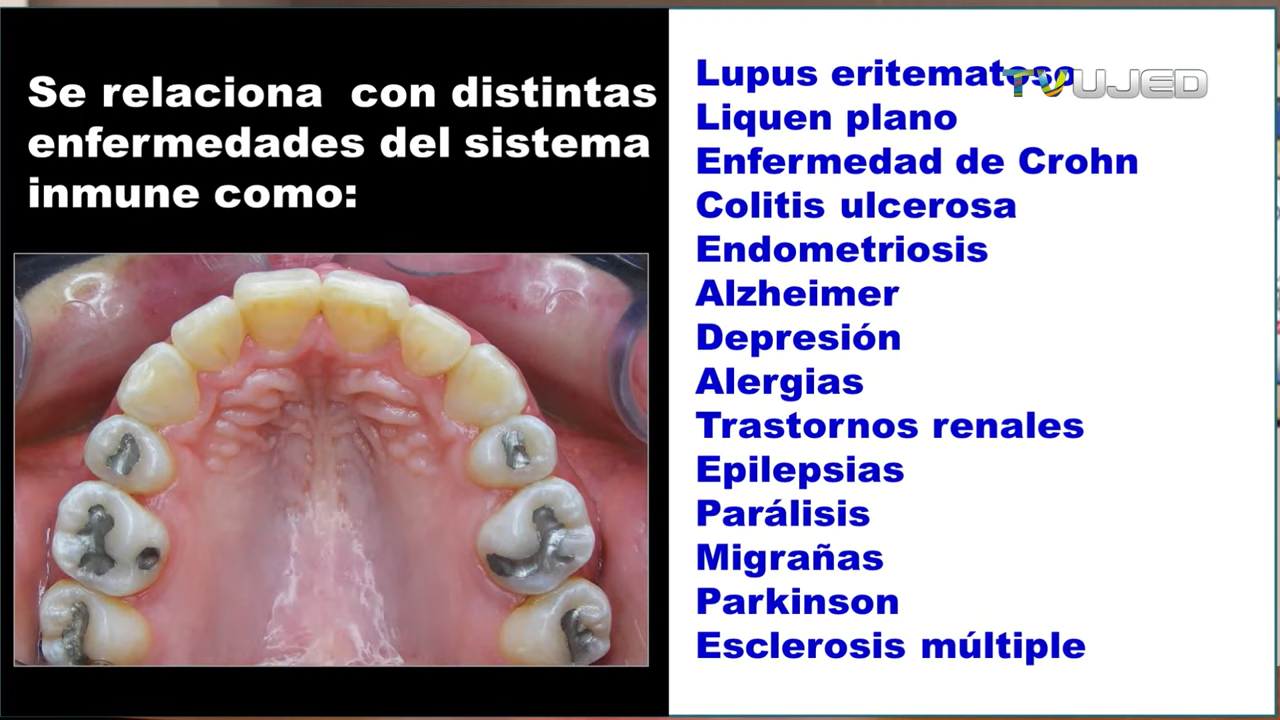 Se relaciona con distintas
enfermedades del sistema
inmune como:
Lupus eritematoso
Liquen plano
Enfermedad de Crohn
Colitis ulcerosa
Endometriosis
Alzheimer
Depresión
Alergias
Trastornos renales
Epilepsias
Parálisis
Migrañas
Parkinson
Esclerosis múltiple
TV UJED